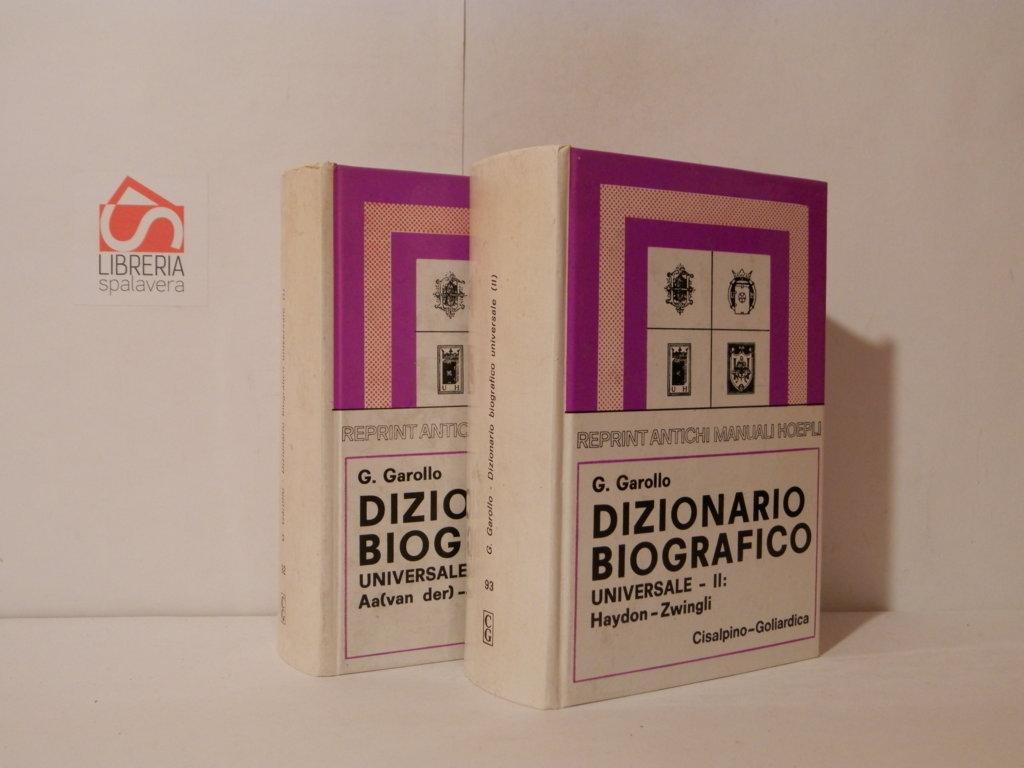 LIBRERIA
spalavera
REPRINT ANTIC
G. Garollo
DIZIO
BIOG
UNIVERSALE
Aa(van der) -
G. Garollo - Dizionario biografico universale (II)
93
CG
REPRINT ANTICHI MANUALI HOEPLI
G. Garollo
DIZIONARIO
BIOGRAFICO
UNIVERSALE - II:
Haydon-Zwingli
Cisalpino-Goliardica
U H
U H